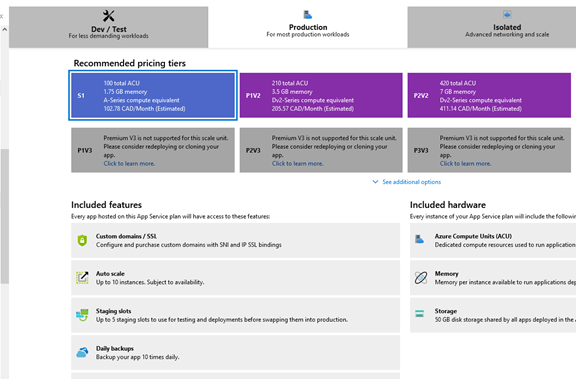 Dev / Test
For less demanding workloads
Production
For most production workloads
Isolated
Advanced networking and scale
Recommended pricing tiers
S1
100 total ACU
1.75 GB memory
A-Series compute equivalent
102.78 CAD/Month (Estimated)
P1V2
210 total ACU
3.5 GB memory
Dv2-Series compute equivalent
205.57 CAD/Month (Estimated)
P2V2
420 total ACU
7 GB memory
Dv2-Series compute equivalent
411.14 CAD/Month (Estimated)
P1V3
Premium V3 is not supported for this scale unit.
Please consider redeploying or cloning your
app.
Click to learn more.
P2V3
Premium V3 is not supported for this scale unit.
Please consider redeploying or cloning your
app.
Click to learn more.
P3V3
Premium V3 is not supported for this scale unit.
Please consider redeploying or cloning your
app.
Click to learn more.
See additional options
Included features
Every app hosted on this App Service plan will have access to these features:
Custom domains / SSL
Configure and purchase custom domains with SNI and IP SSL bindings
Auto scale
Up to 10 instances. Subject to availability.
Staging slots
Up to 5 staging slots to use for testing and deployments before swapping them into production.
Daily backups
Backup your app 10 times daily.
Included hardware
Every instance of your App Service plan will include the
Azure Compute Units (ACU)
Dedicated compute resources used to run application
Memory
Memory per instance available to run applications
Storage
50 GB disk storage shared by all apps deployed in the